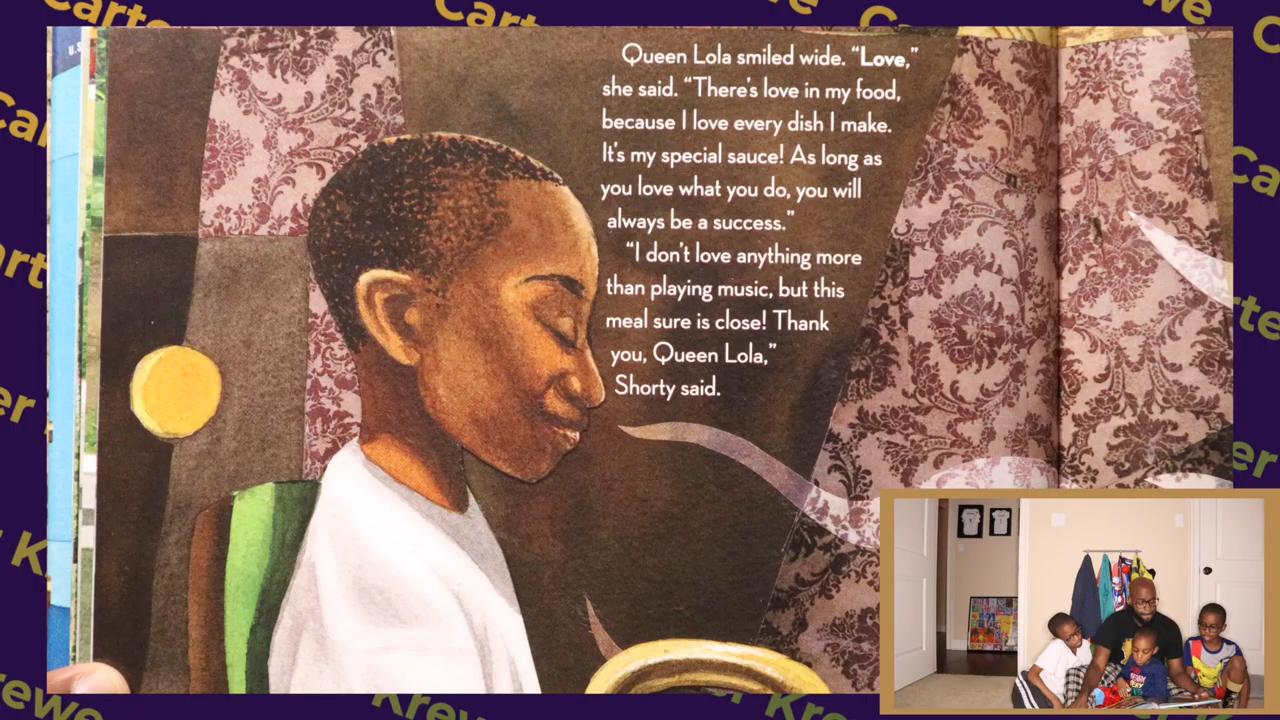 Queen Lola smiled wide. “Love,”
she said. “There’s love in my food,
because I love every dish I make.
It’s my special sauce! As long as
you love what you do, you will
always be a success.”
“I don’t love anything more
than playing music, but this
meal sure is close! Thank
you, Queen Lola,”
Shorty said.